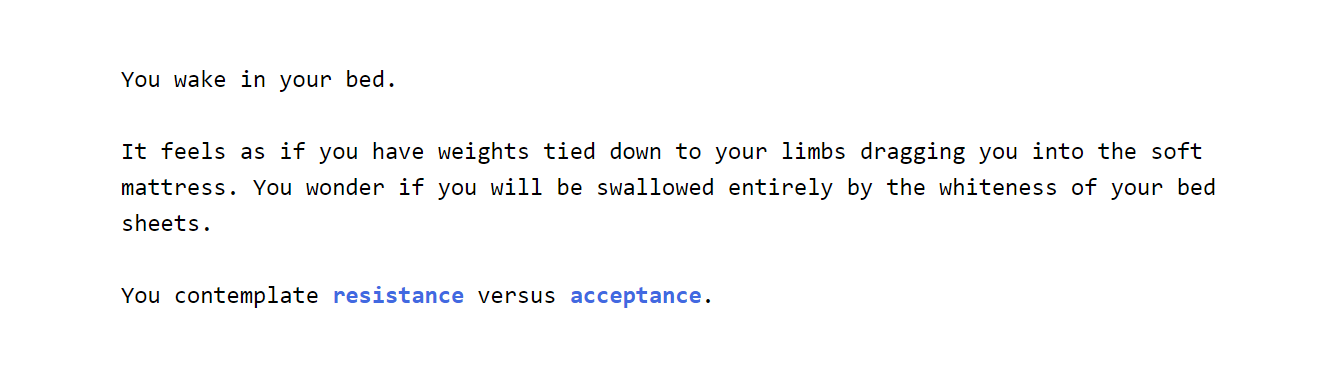 You wake in your bed.
It feels as if you have weights tied down to your limbs dragging you into the soft
mattress. You wonder if you will be swallowed entirely by the whiteness of your bed
sheets.
You contemplate resistance versus acceptance.